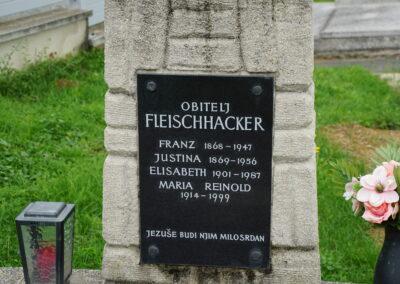 OBITELJ
FLEISCHHACKER
FRANZ 1868 – 1947
JUSTINA 1869 – 1956
ELISABETH 1901 – 1987
MARIA REINOLD
1914 – 1999
JEZUŠE BUDI NJIM MILOSRDAN